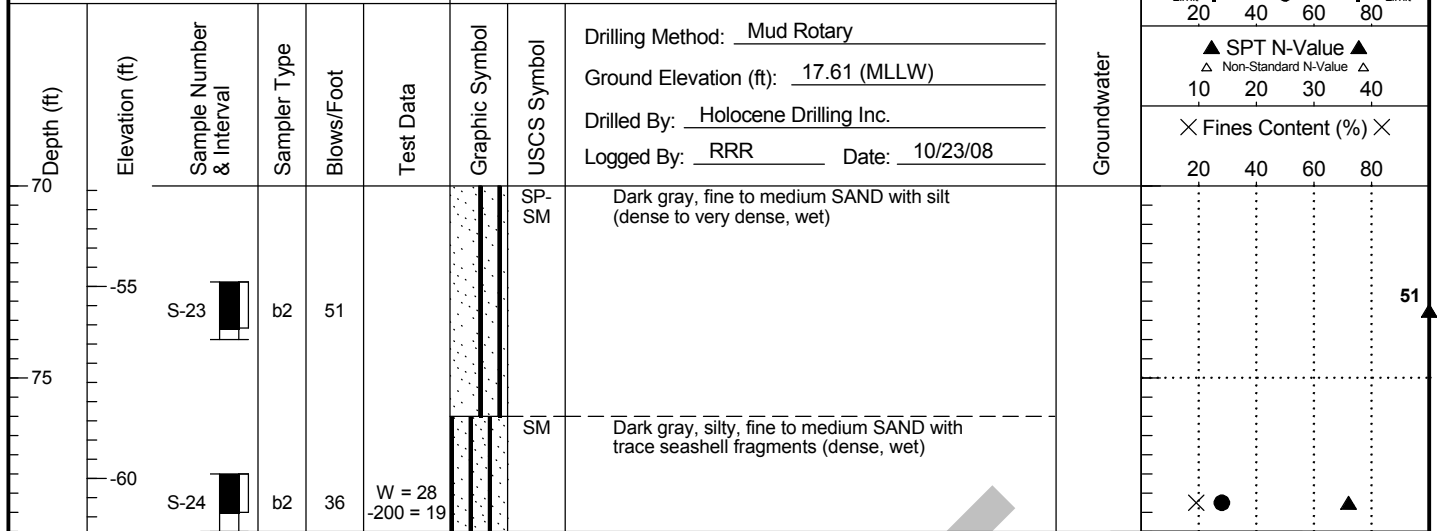 Depth (ft)
Elevation (ft)
Sample Number
& Interval
Sampler Type
Blows/Foot
Test Data
Graphic Symbol
USCS Symbol
Drilling Method: Mud Rotary
Ground Elevation (ft): 17.61 (MLLW)
Drilled By: Holocene Drilling Inc.
Logged By: RRR Date: 10/23/08
Groundwater
20 40 60 80
▲ SPT N-Value ▲
△ Non-Standard N-Value △
10 20 30 40
× Fines Content (%) ×
20 40 60 80
70
SP-
SM
Dark gray, fine to medium SAND with silt
(dense to very dense, wet)
-55
S-23 b2 51
51
75
SM
Dark gray, silty, fine to medium SAND with
trace seashell fragments (dense, wet)
-60
S-24 b2 36
W = 28
-200 = 19